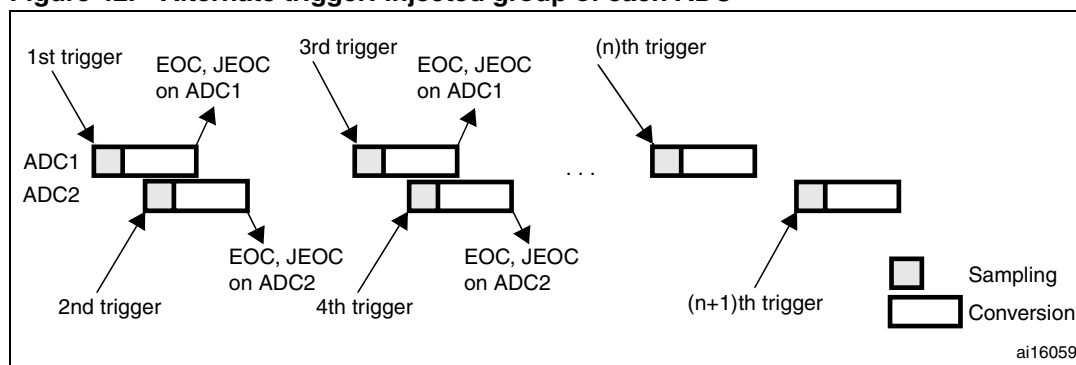 Figure 42. Alternate trigger: injected group of each ADC
1st trigger
EOC, JEOC
on ADC1
3rd trigger
EOC, JEOC
on ADC1
(n)th trigger
ADC1
ADC2
. . .
EOC, JEOC
on ADC2
EOC, JEOC
on ADC2
2nd trigger
4th trigger
(n+1)th trigger
Sampling
Conversion
ai16059